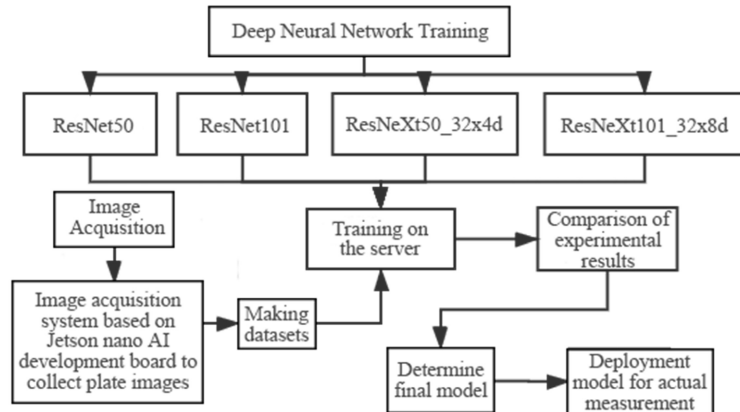 Deep Neural Network Training
ResNet50
ResNet101
ResNeXt50_32x4d
ResNeXt101_32x8d
Image
Acquisition
Training on
the server
Comparison of
experimental
results
Image acquisition
system based on
Jetson nano AI
development board to
collect plate images
Making
datasets
Determine
final model
Deployment
model for actual
measurement